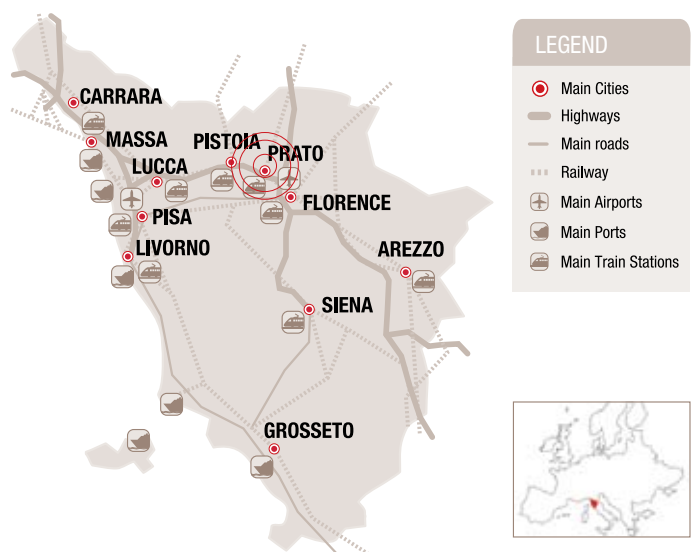 CARRARA
MASSA
PISTOIA
PRATO
LUCCA
FLORENCE
PISA
LIVORNO
AREZZO
SIENA
GROSSETO
LEGEND
Main Cities
Highways
Main roads
Railway
Main Airports
Main Ports
Main Train Stations